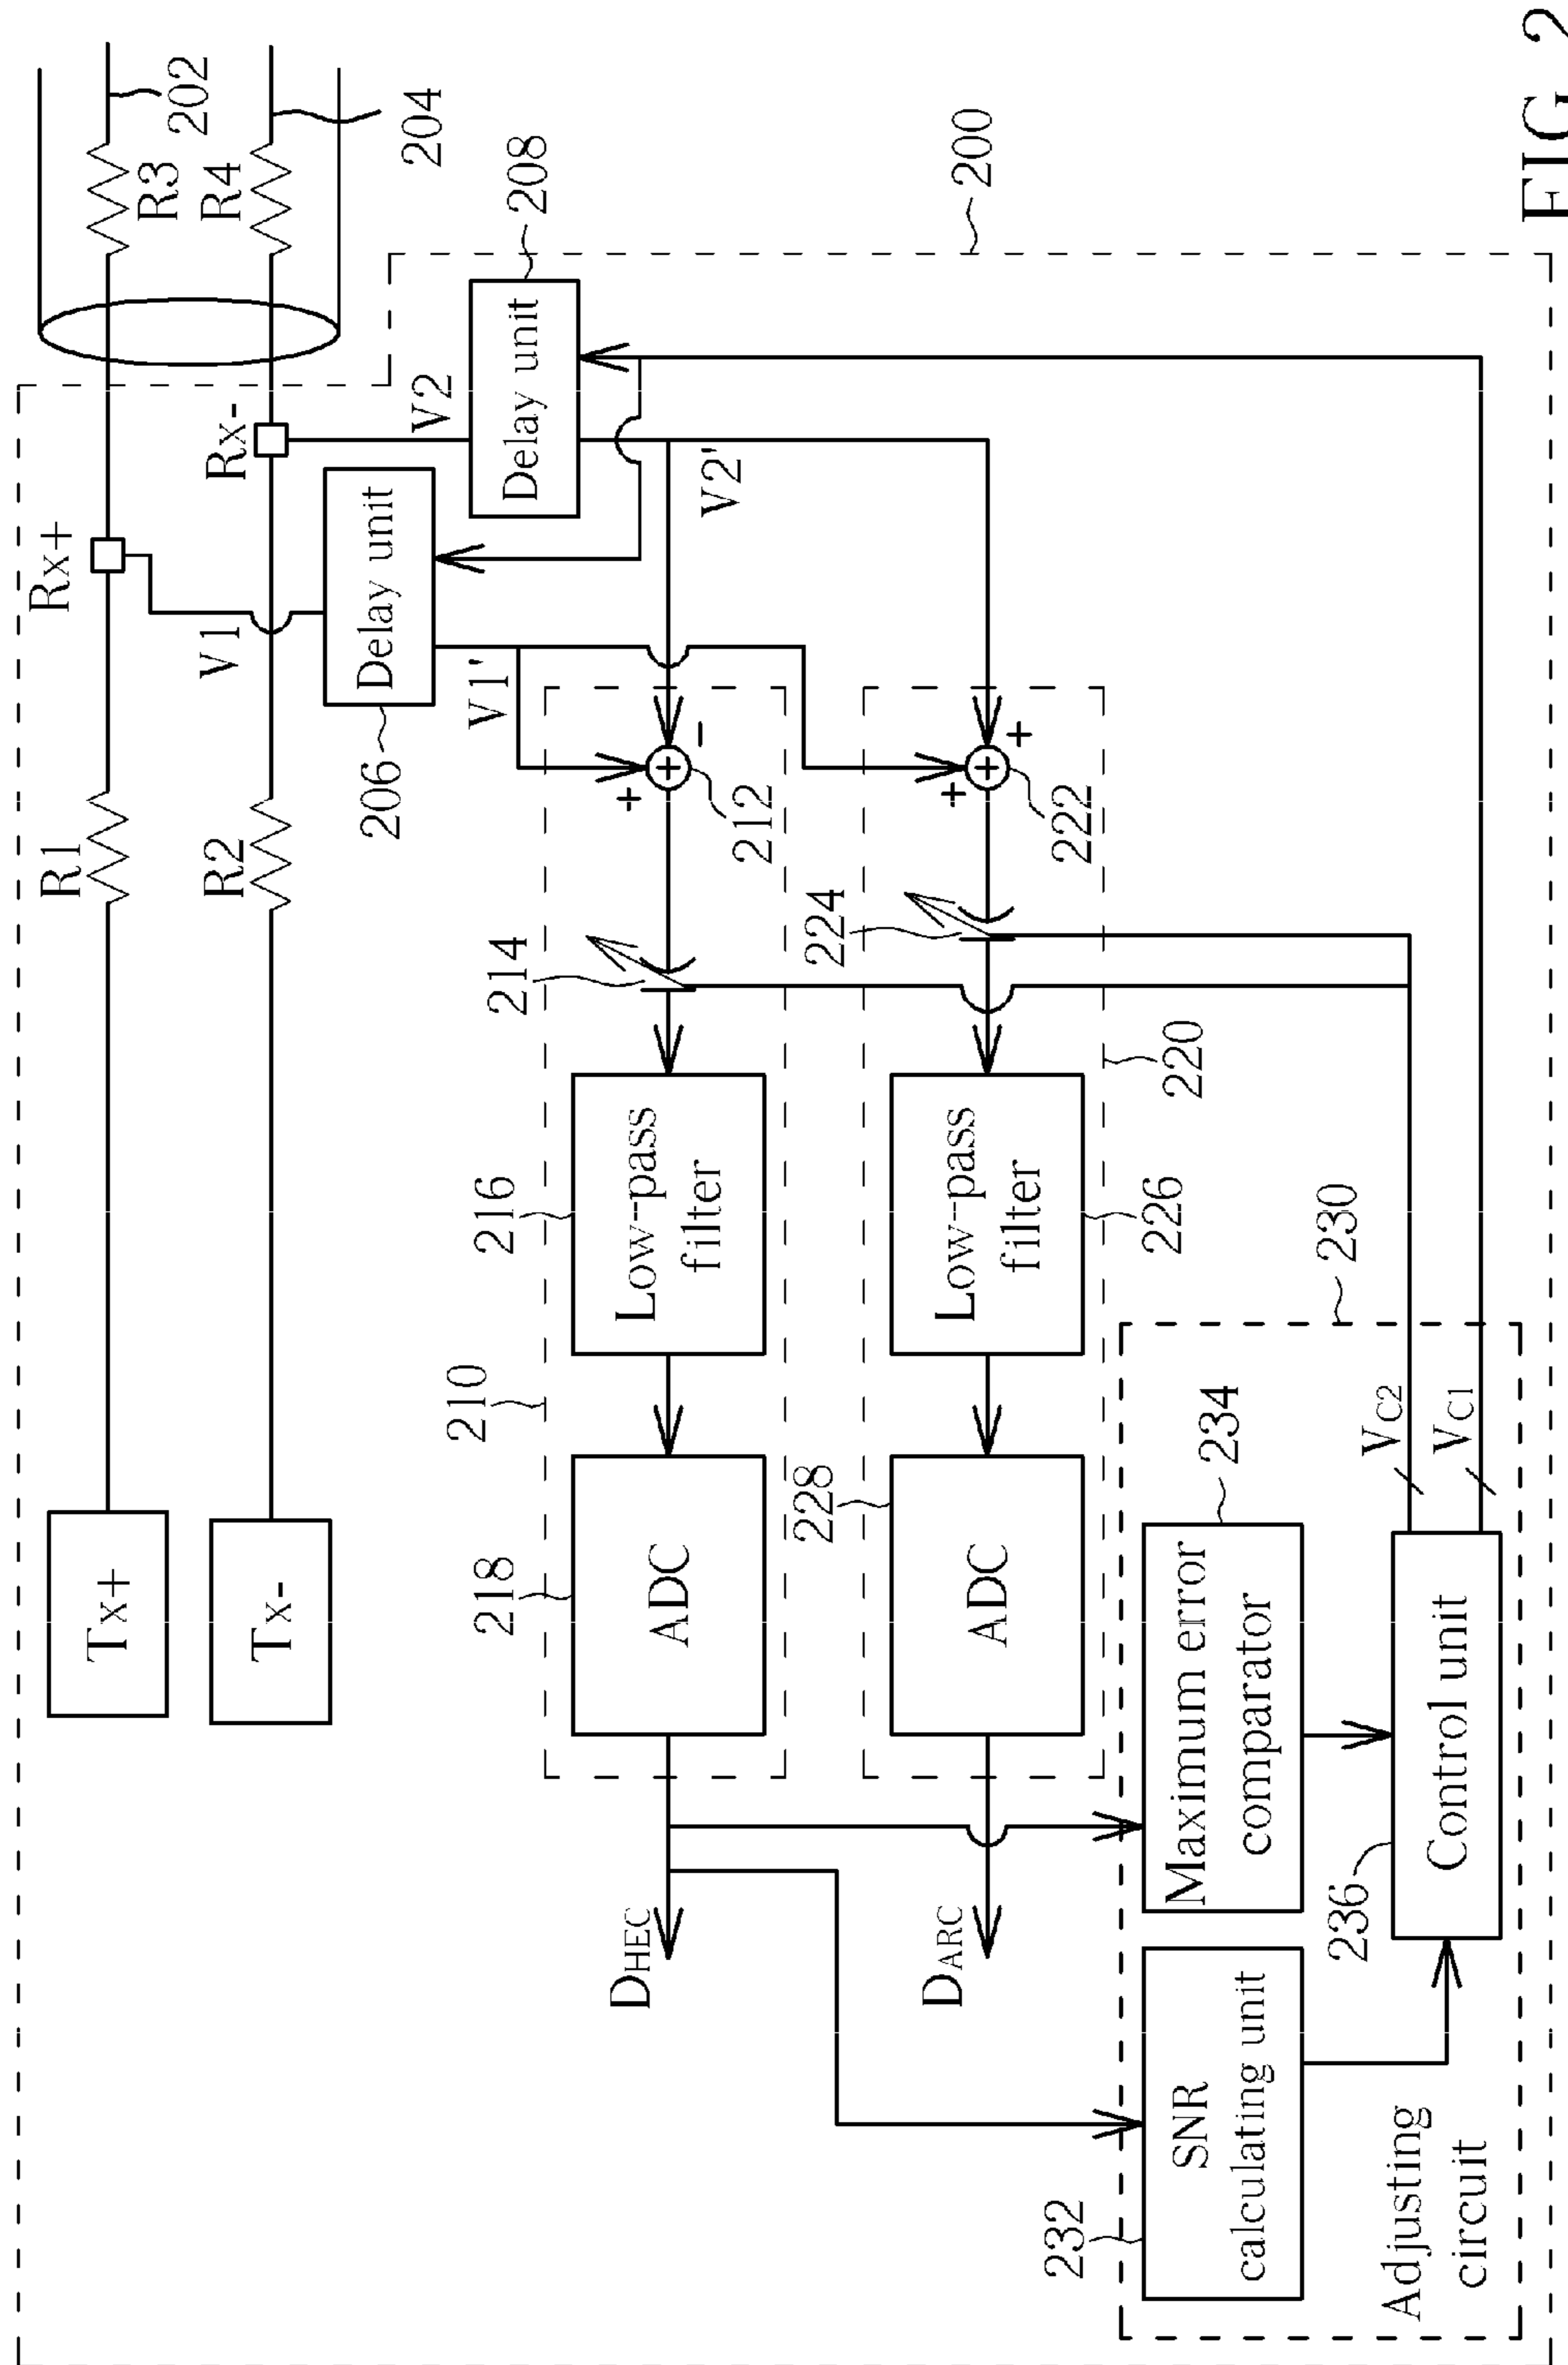 Tx+
R1
Rx+
R3
202
Tx-
R2
V1
Rx-
R4
204
206
Delay unit
V2
208
Delay unit
V1'
V2'
200
218
210
216
214
ADC
Low-pass
filter
+
+
-
212
DHEC
228
224
ADC
Low-pass
filter
+
+
+
222
DARC
226
220
232
SNR
calculating unit
Maximum error
comparator
234
230
236
Control unit
VC2
VC1
Adjusting
circuit
FIG. 2